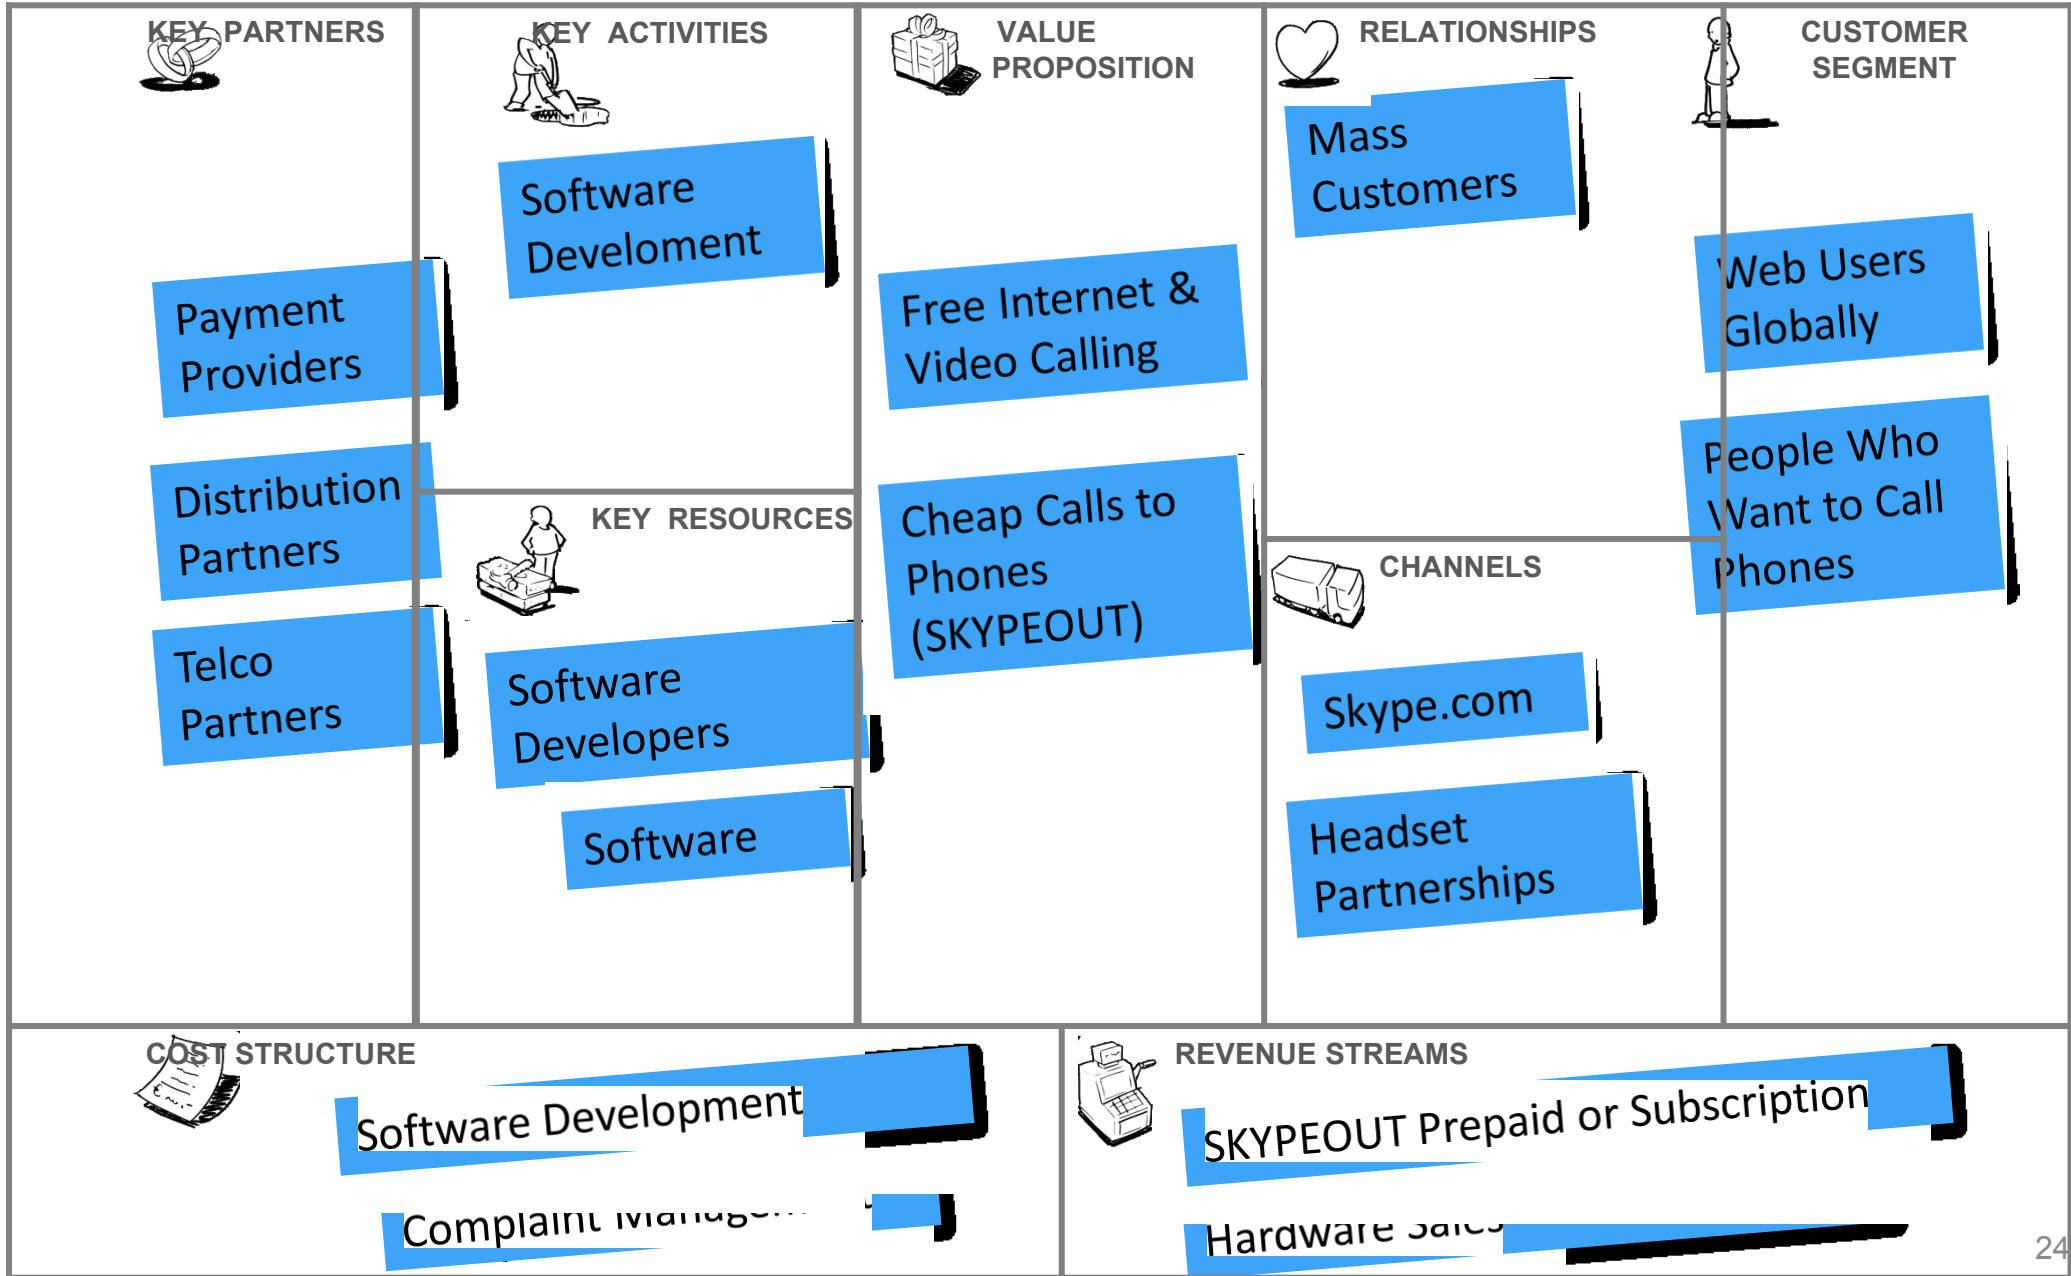 KEY PARTNERS
Payment
Providers
Distribution
Partners
Telco
Partners
KEY ACTIVITIES
Software
Develoment
KEY RESOURCES
Software
Developers
Software
VALUE
PROPOSITION
Free Internet &
Video Calling
Cheap Calls to
Phones
(SKYPEOUT)
RELATIONSHIPS
Mass
Customers
CHANNELS
Skype.com
Headset
Partnerships
CUSTOMER
SEGMENT
Web Users
Globally
People Who
Want to Call
Phones
COST STRUCTURE
Software Development
Complaint
REVENUE STREAMS
SKYPEOUT Prepaid or Subscription
Hardware Sales
24